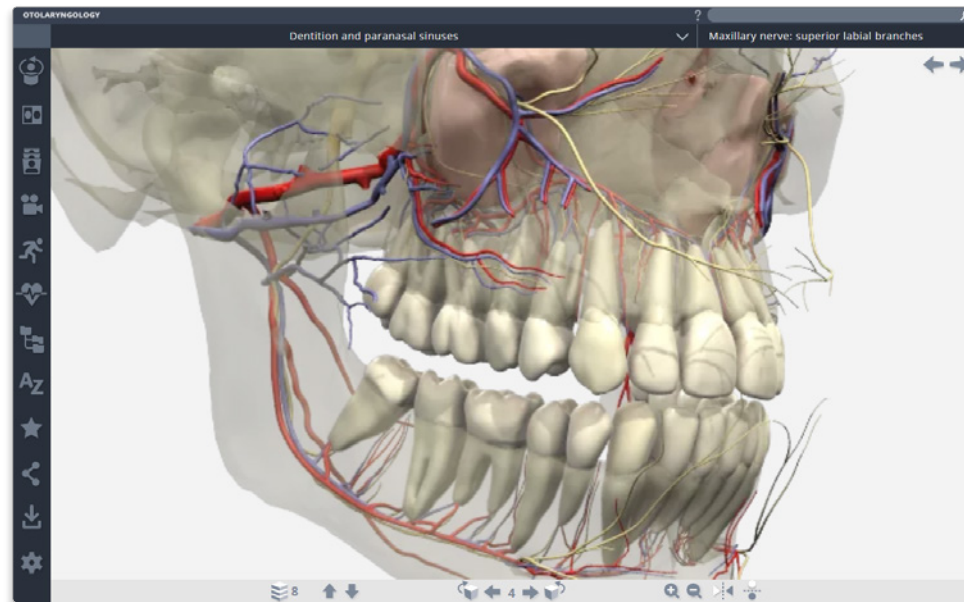 OTOLARYNGOLOGY
?
Dentition and paranasal sinuses
Maxillary nerve: superior labial branches
AZ
8
4